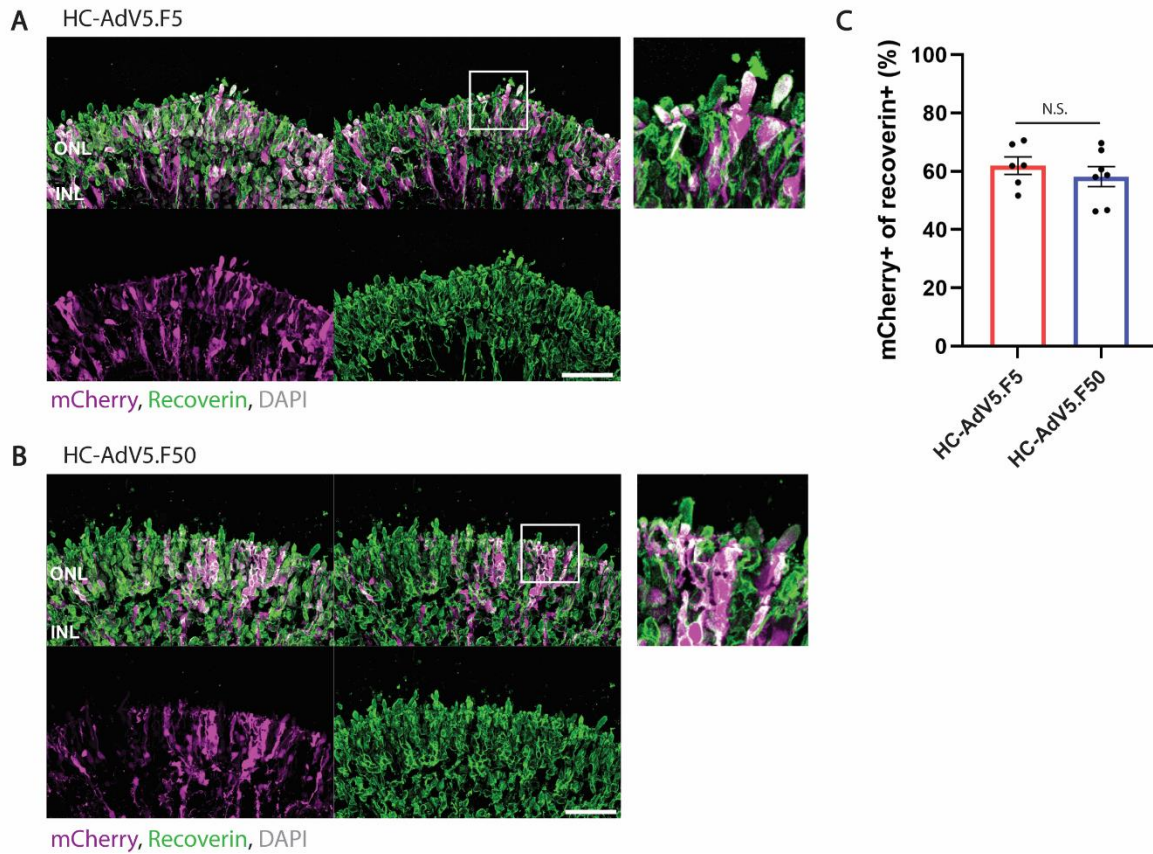 A
HC-AdV5.F5
ONL
INL
mCherry, Recoverin, DAPI
B
HC-AdV5.F50
ONL
INL
mCherry, Recoverin, DAPI
C
mCherry+ of recoverin+ (%)
100
80
60
40
20
0
N.S.
HC-AdV5.F5
HC-AdV5.F50